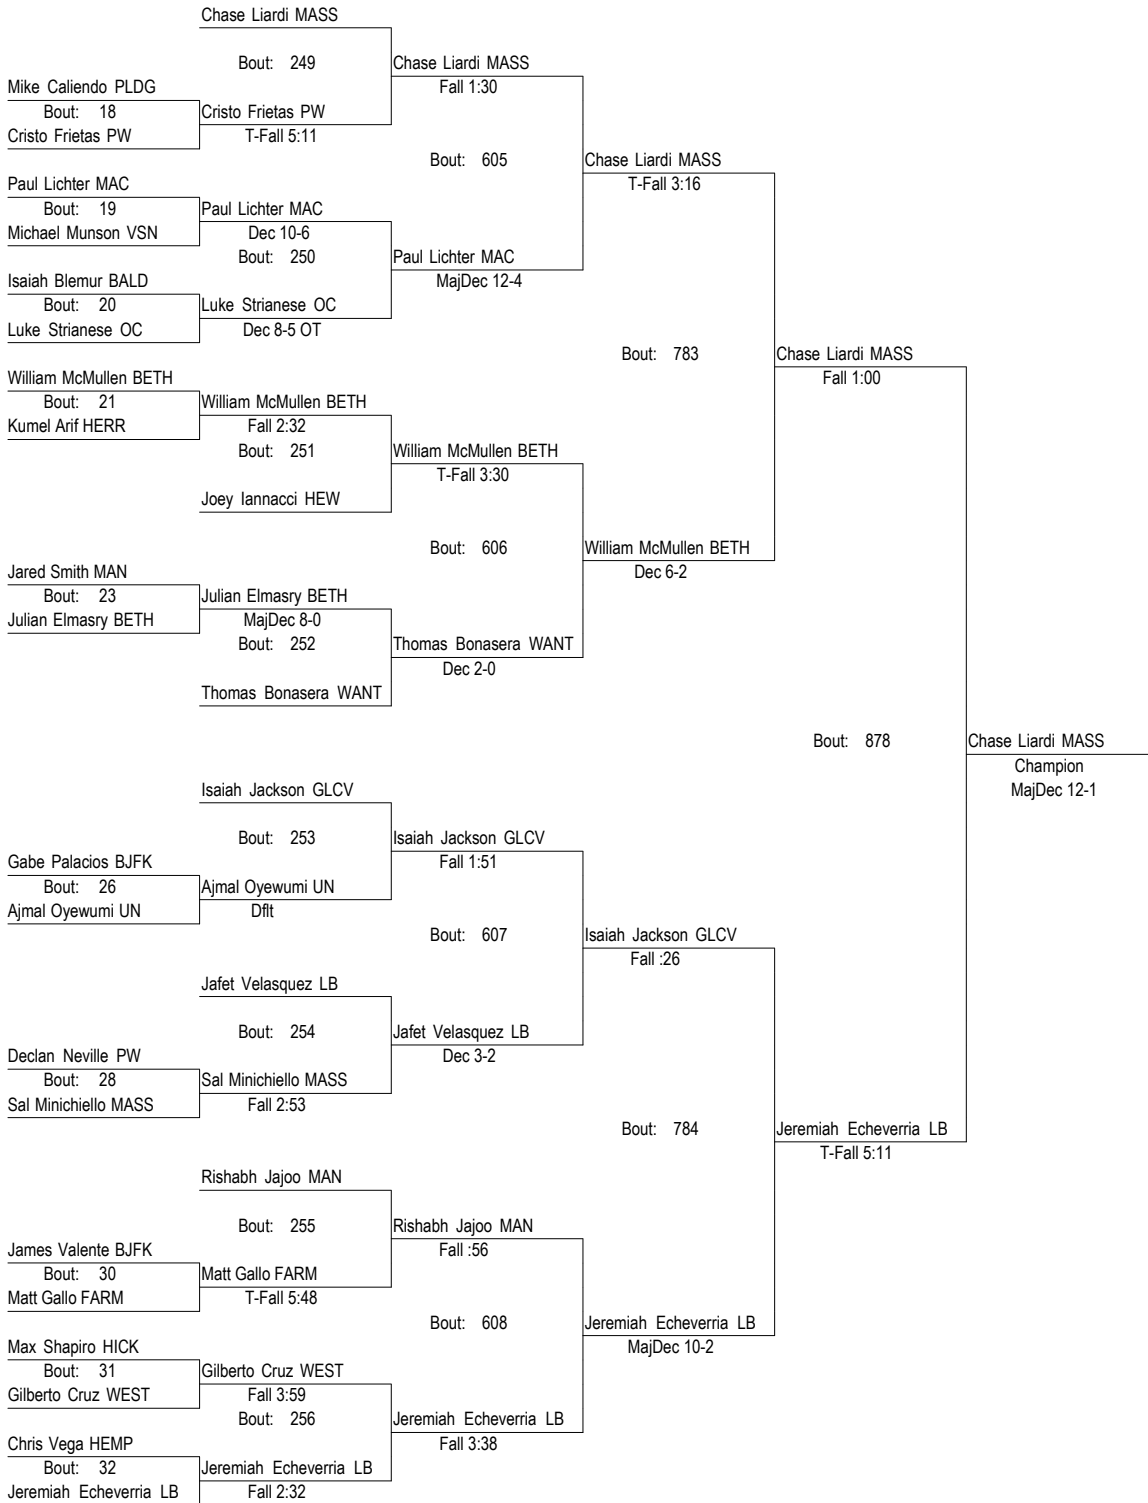 Chase Liardi MASS
Bout: 249
Chase Liardi MASS
Fall 1:30
Mike Caliendo PLDG
Bout: 18
Cristo Frietas PW
Cristo Frietas PW
T-Fall 5:11
Bout: 605
Chase Liardi MASS
T-Fall 3:16
Paul Lichter MAC
Bout: 19
Michael Munson VSN
Paul Lichter MAC
Dec 10-6
Bout: 250
Paul Lichter MAC
MajDec 12-4
Isaiah Blemur BALD
Bout: 20
Luke Strianese OC
Luke Strianese OC
Dec 8-5 OT
Bout: 783
Chase Liardi MASS
Fall 1:00
William McMullen BETH
Bout: 21
Kumel Arif HERR
William McMullen BETH
Fall 2:32
Bout: 251
William McMullen BETH
T-Fall 3:30
Joey Iannacci HEW
Bout: 606
William McMullen BETH
Dec 6-2
Jared Smith MAN
Bout: 23
Julian Elmasry BETH
Julian Elmasry BETH
MajDec 8-0
Bout: 252
Thomas Bonasera WANT
Dec 2-0
Thomas Bonasera WANT
Bout: 878
Chase Liardi MASS
Champion
MajDec 12-1
Isaiah Jackson GLCV
Bout: 253
Isaiah Jackson GLCV
Fall 1:51
Gabe Palacios BJFK
Bout: 26
Ajmal Oyewumi UN
Ajmal Oyewumi UN
Dflt
Bout: 607
Isaiah Jackson GLCV
Fall :26
Jafet Velasquez LB
Bout: 254
Jafet Velasquez LB
Dec 3-2
Declan Neville PW
Bout: 28
Sal Minichiello MASS
Sal Minichiello MASS
Fall 2:53
Bout: 784
Jeremiah Echeverria LB
T-Fall 5:11
Rishabh Jajoo MAN
Bout: 255
Rishabh Jajoo MAN
Fall :56
James Valente BJFK
Bout: 30
Matt Gallo FARM
Matt Gallo FARM
T-Fall 5:48
Bout: 608
Jeremiah Echeverria LB
MajDec 10-2
Max Shapiro HICK
Bout: 31
Gilberto Cruz WEST
Gilberto Cruz WEST
Fall 3:59
Bout: 256
Jeremiah Echeverria LB
Fall 3:38
Chris Vega HEMP
Bout: 32
Jeremiah Echeverria LB
Jeremiah Echeverria LB
Fall 2:32